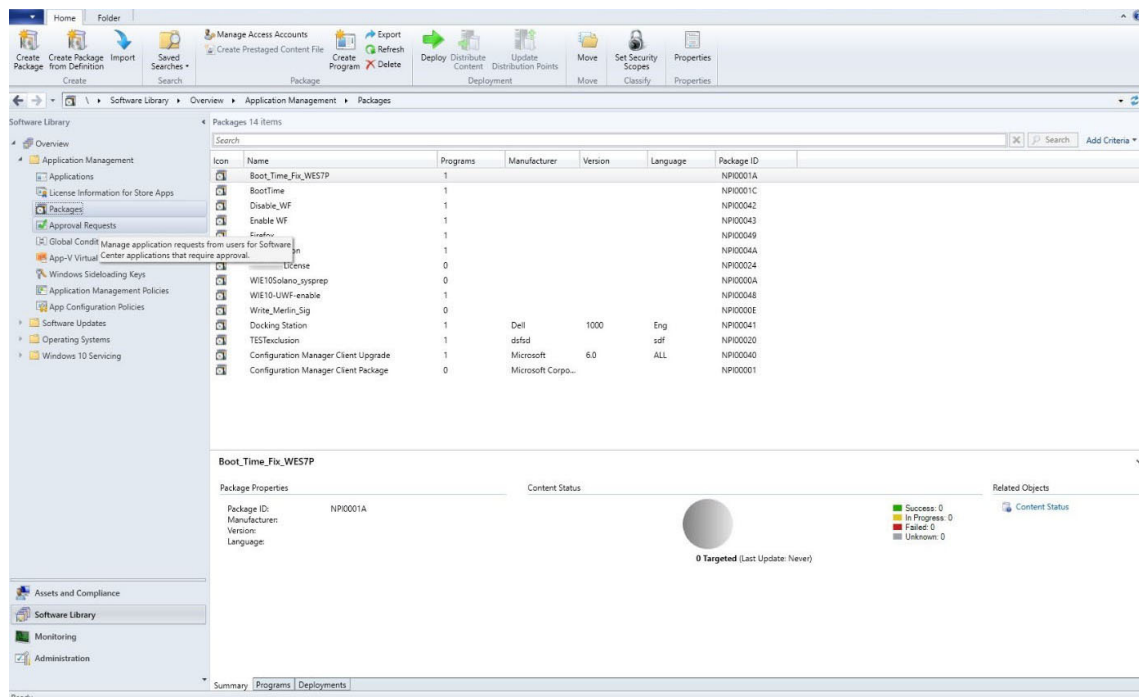 Home Folder
Create Package
Create Package from Definition
Import
Saved Searches
Manage Access Accounts
Create Prestaged Content File
Create Program
Export
Refresh
Delete
Deploy
Distribute Content
Update Distribution Points
Move
Set Security Scopes
Properties
Create Search Package Deployment Move Classify Properties
\ Software Library Overview Application Management Packages
Software Library
Overview
Application Management
Applications
License Information for Store Apps
Packages
Approval Requests
Global Condit
App-V Virtual
Windows Sideloading Keys
Application Management Policies
App Configuration Policies
Software Updates
Operating Systems
Windows 10 Servicing
Manage application requests from users for Software
Center applications that require approval.
Assets and Compliance
Software Library
Monitoring
Administration
Packages 14 items
Search Search Add Criteria
Icon Name Programs Manufacturer Version Language Package ID
Boot_Time_Fix_WES7P 1 NPI0001A
BootTime 1 NPI0001C
Disable_WF 1 NPI00042
Enable WF 1 NPI00043
Firefox 1 NPI00049
on 1 NPI0004A
License 0 NPI00024
WIE10Solano_sysprep 0 NPI0000A
WIE10-UWF-enable 1 NPI00048
Write_Merlin_Sig 0 NPI0000E
Docking Station 1 Dell 1000 Eng NPI00041
TESTexclusion 1 dsfsd sdf NPI00020
Configuration Manager Client Upgrade 1 Microsoft 6.0 ALL NPI00040
Configuration Manager Client Package 0 Microsoft Corpo... NPI00001
Boot_Time_Fix_WES7P
Package Properties
Package ID: NPI0001A
Manufacturer:
Version:
Language:
Content Status
Success: 0
In Progress: 0
Failed: 0
Unknown: 0
0 Targeted (Last Update: Never)
Related Objects
Content Status
Summary Programs Deployments
Ready